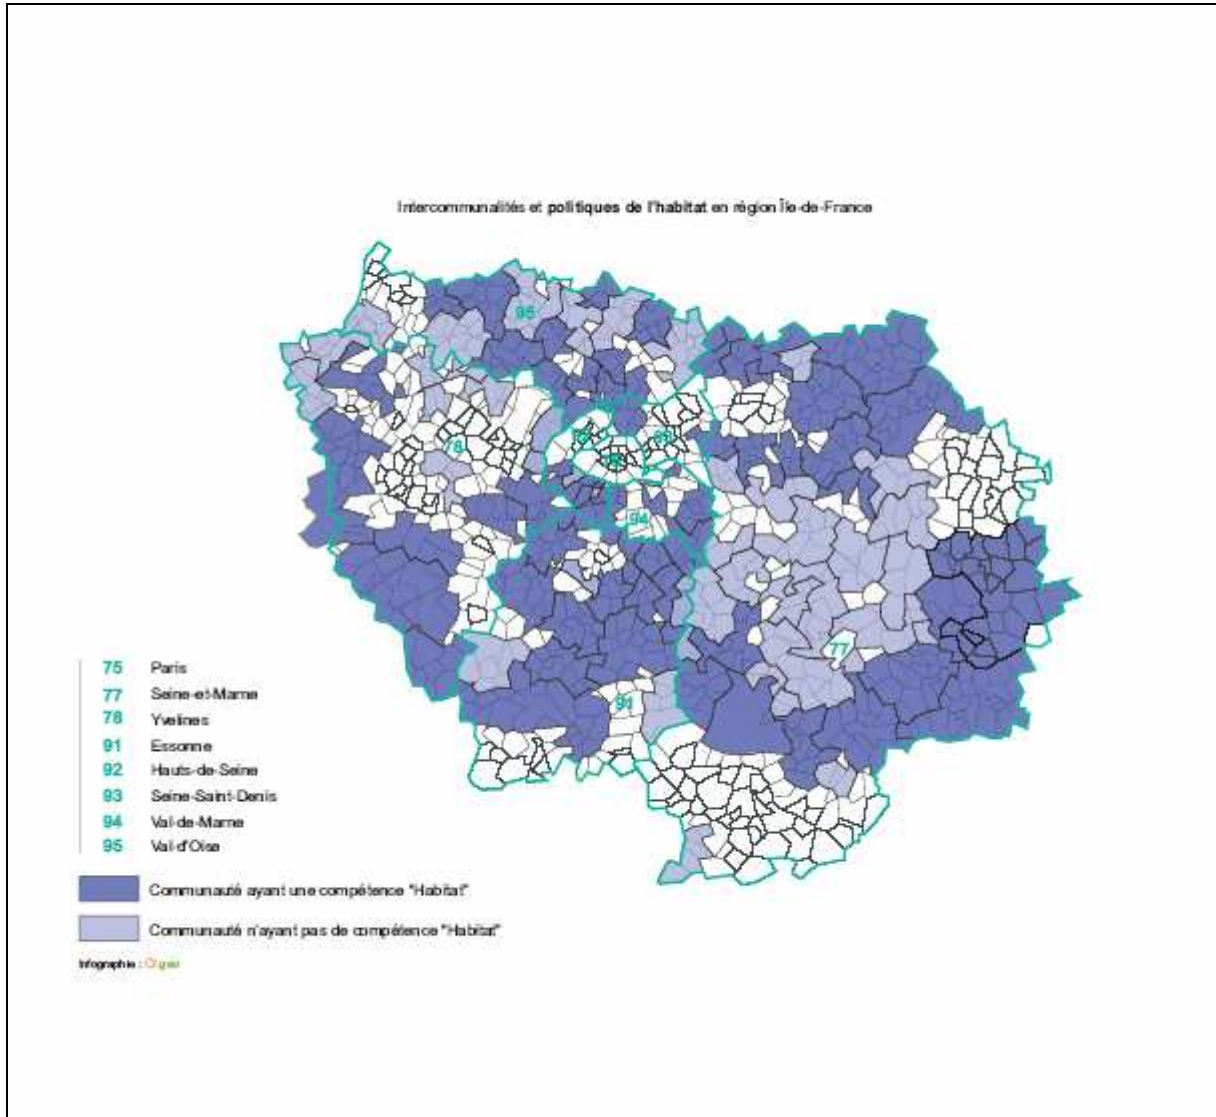 Intercommunalités et politiques de l'habitat en région Île-de-France
95
78
93
94
77
91
75 Paris
77 Seine-et-Marne
78 Yvelines
91 Essonne
92 Hauts-de-Seine
93 Seine-Saint-Denis
94 Val-de-Marne
95 Val-d'Oise
Communauté ayant une compétence "Habitat"
Communauté n'ayant pas de compétence "Habitat"
Infographie :